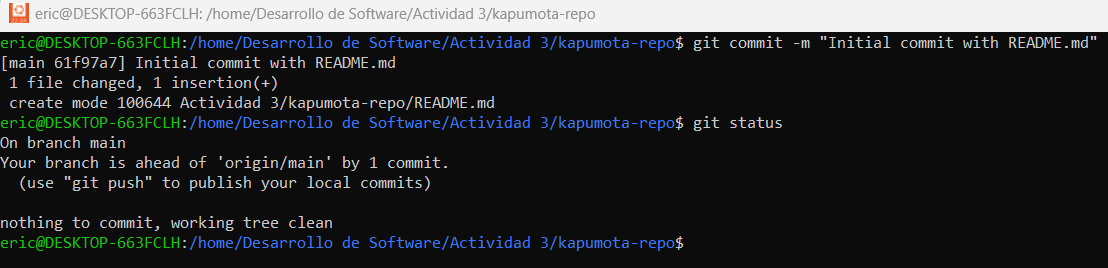 eric@DESKTOP-663FCLH: /home/Desarrollo de Software/Actividad 3/kapumota-repo
eric@DESKTOP-663FCLH:/home/Desarrollo de Software/Actividad 3/kapumota-repo$ git commit -m "Initial commit with README.md"
[main 61f97a7] Initial commit with README.md
 1 file changed, 1 insertion(+)
 create mode 100644 Actividad 3/kapumota-repo/README.md
eric@DESKTOP-663FCLH:/home/Desarrollo de Software/Actividad 3/kapumota-repo$ git status
On branch main
Your branch is ahead of 'origin/main' by 1 commit.
  (use "git push" to publish your local commits)

nothing to commit, working tree clean
eric@DESKTOP-663FCLH:/home/Desarrollo de Software/Actividad 3/kapumota-repo$